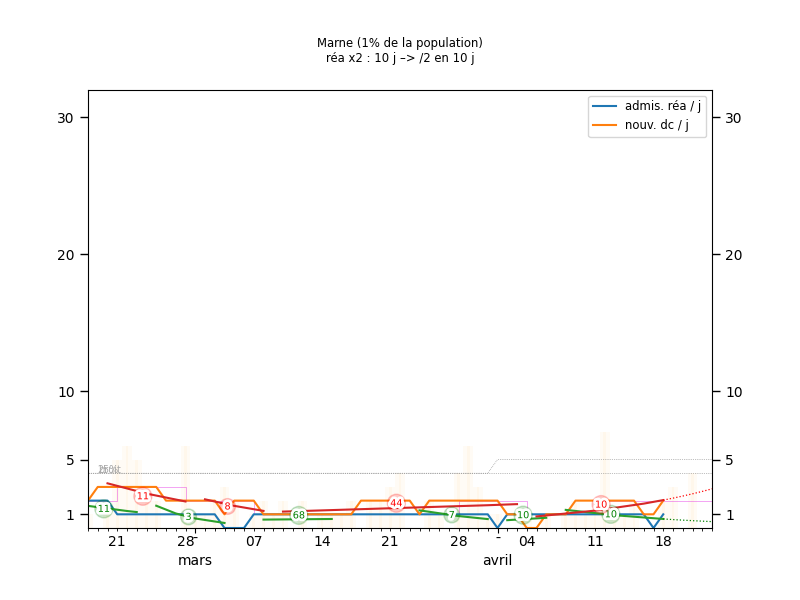 Marne (1% de la population)
réa x2 : 10 j –> /2 en 10 j
admis. réa / j
nouv. dc / j
30 30
20 20
10 10
5 5
1 1
11 11 3 8 68 44 7 10 10 10
21 28 07 14 21 28 - 04 11 18
mars avril